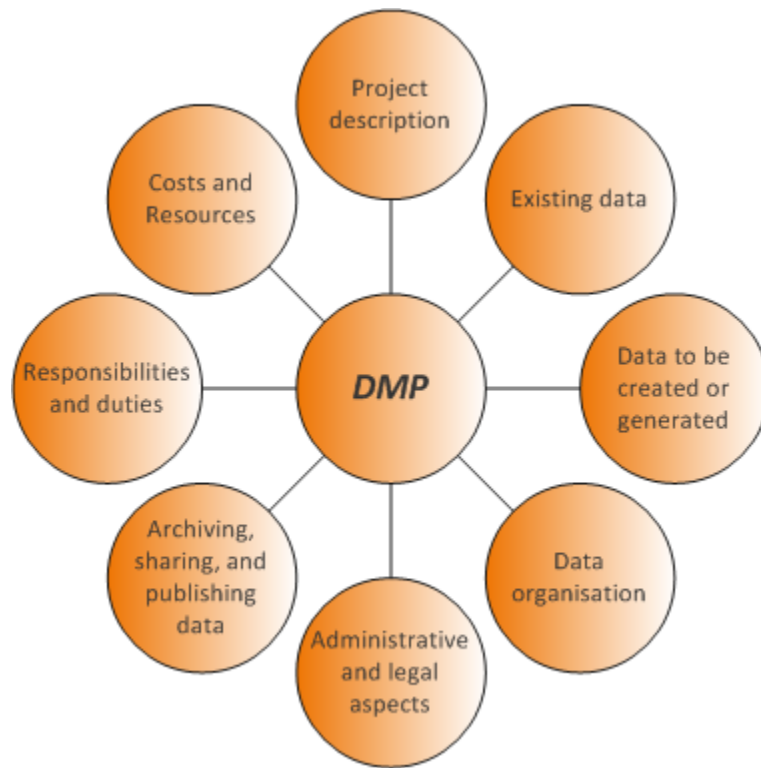 Project
description
Costs and
Resources
Existing data
Responsibilities
and duties
DMP
Data to be
created or
generated
Archiving,
sharing, and
publishing
data
Data
organisation
Administrative
and legal
aspects